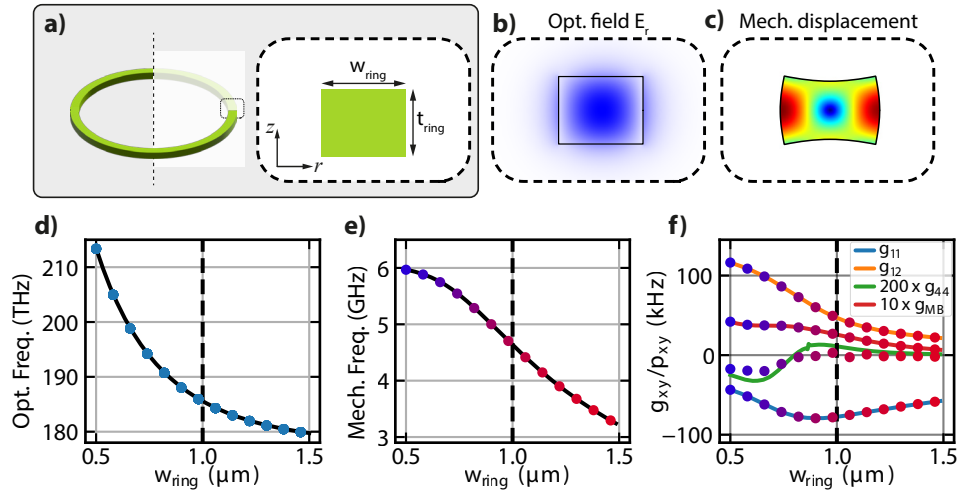 a)
w_ring
t_ring
z
r
b)
Opt. field E_r
c)
Mech. displacement
d)
Opt. Freq. (THz)
210
200
190
180
0.5
1.0
1.5
w_ring (μm)
e)
Mech. Freq. (GHz)
6
5
4
3
0.5
1.0
1.5
w_ring (μm)
f)
g_xy/p_xy (kHz)
100
0
−100
g_11
g_12
200 x g_44
10 x g_MB
0.5
1.0
1.5
w_ring (μm)